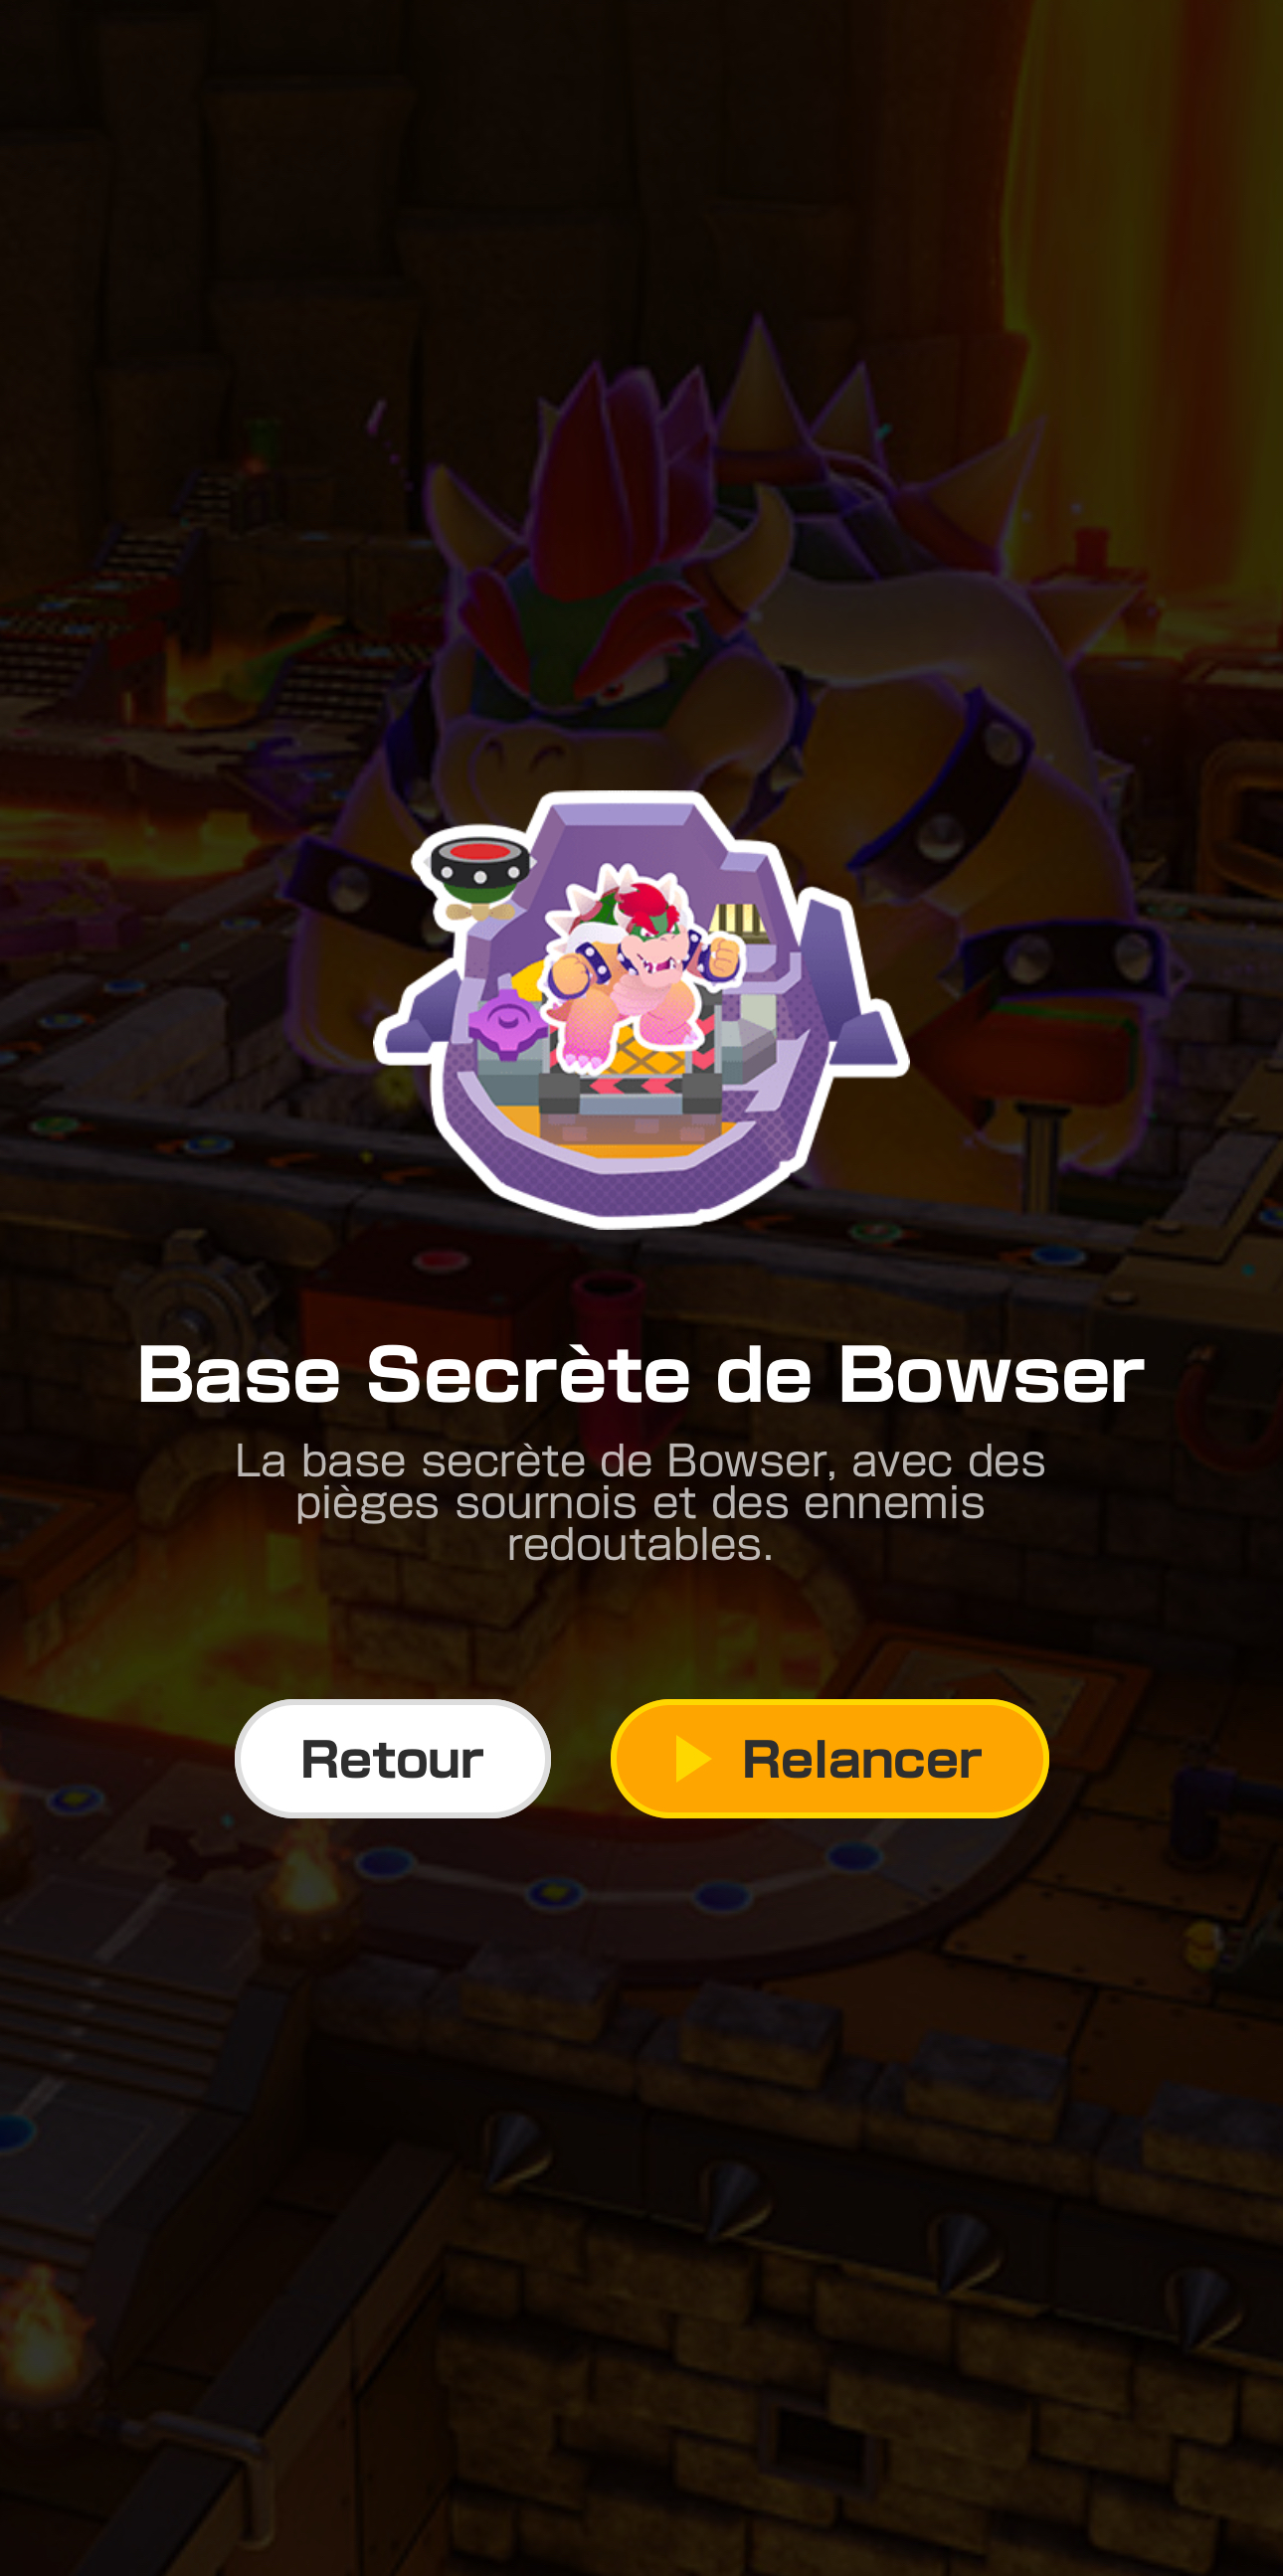 Base Secrète de Bowser
La base secrète de Bowser, avec des
pièges sournois et des ennemis
redoutables.
Retour
Relancer